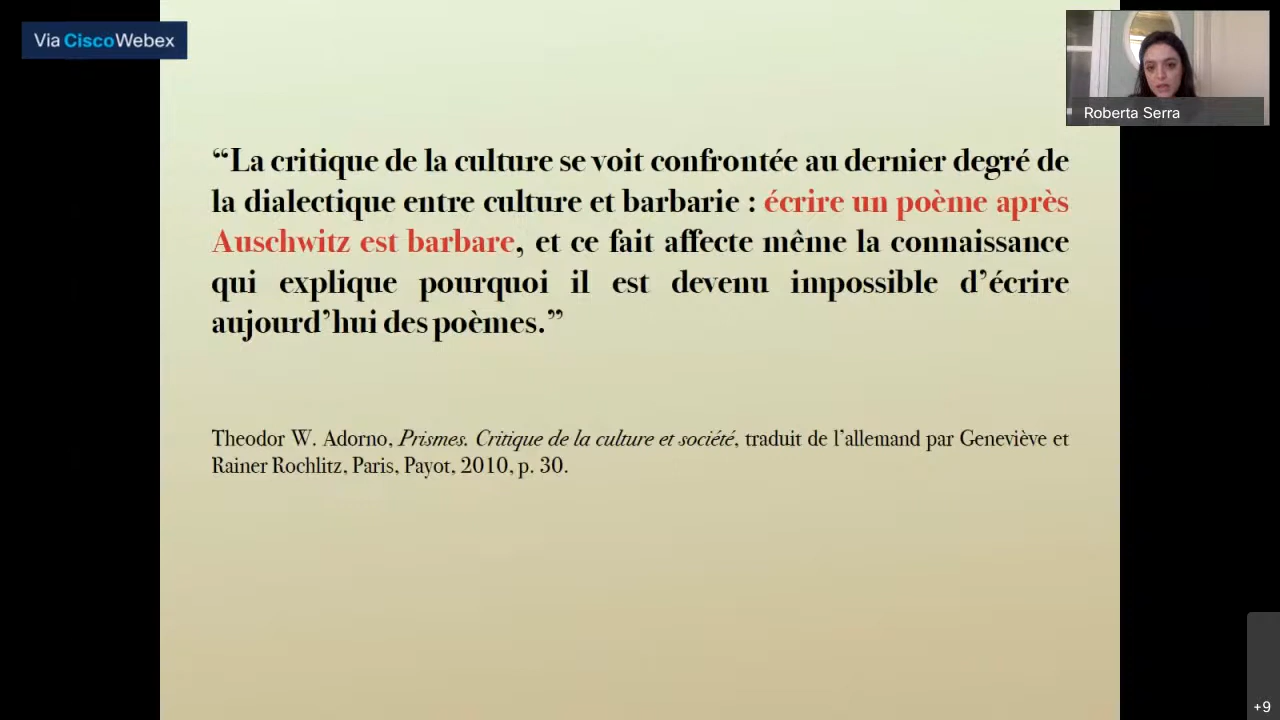 Via CiscoWebex
Roberta Serra
“La critique de la culture se voit confrontée au dernier degré de
la dialectique entre culture et barbarie : écrire un poème après
Auschwitz est barbare, et ce fait affecte même la connaissance
qui explique pourquoi il est devenu impossible d’écrire
aujourd’hui des poèmes.”
Theodor W. Adorno, Prismes. Critique de la culture et société, traduit de l’allemand par Geneviève et
Rainer Rochlitz, Paris, Payot, 2010, p. 30.
+9